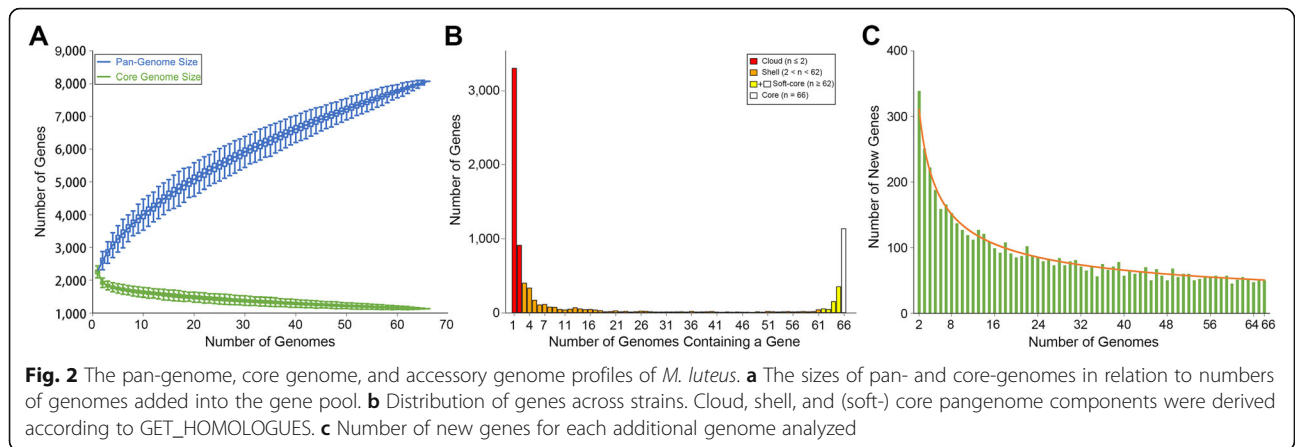 A
9,000
8,000
7,000
6,000
5,000
4,000
3,000
2,000
1,000
Number of Genes
Pan-Genome Size
Core Genome Size
0 10 20 30 40 50 60 70
Number of Genomes
B
3,000
2,000
1,000
0
Number of Genes
Cloud (n ≤ 2)
Shell (2 < n < 62)
+ Soft-core (n ≥ 62)
Core (n = 66)
1 4 7 11 16 21 26 31 36 41 46 51 56 61 66
Number of Genomes Containing a Gene
C
400
300
200
100
0
Number of New Genes
2 8 16 24 32 40 48 56 64 66
Number of Genomes
Fig. 2 The pan-genome, core genome, and accessory genome profiles of M. luteus. a The sizes of pan- and core-genomes in relation to numbers
of genomes added into the gene pool. b Distribution of genes across strains. Cloud, shell, and (soft-) core pangenome components were derived
according to GET_HOMOLOGUES. c Number of new genes for each additional genome analyzed